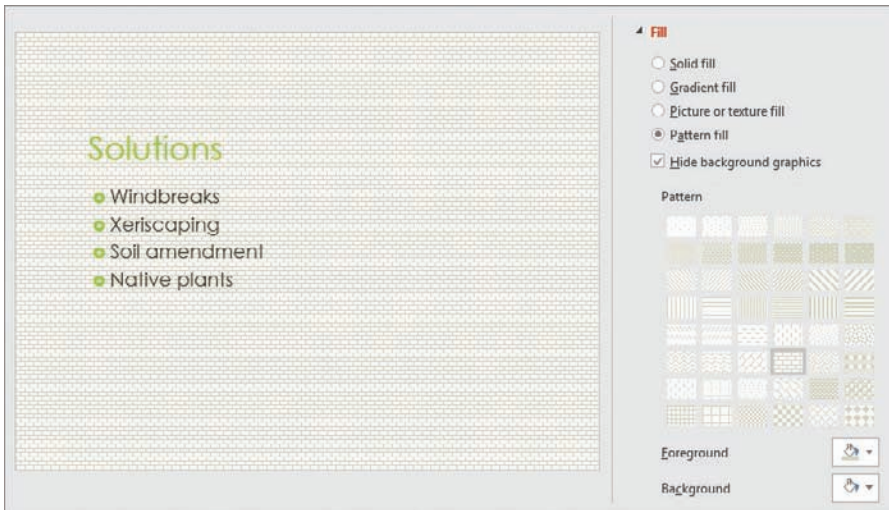 Solutions
Windbreaks
Xeriscaping
Soil amendment
Native plants
Fill
Solid fill
Gradient fill
Picture or texture fill
Pattern fill
Hide background graphics
Pattern
Foreground
Background